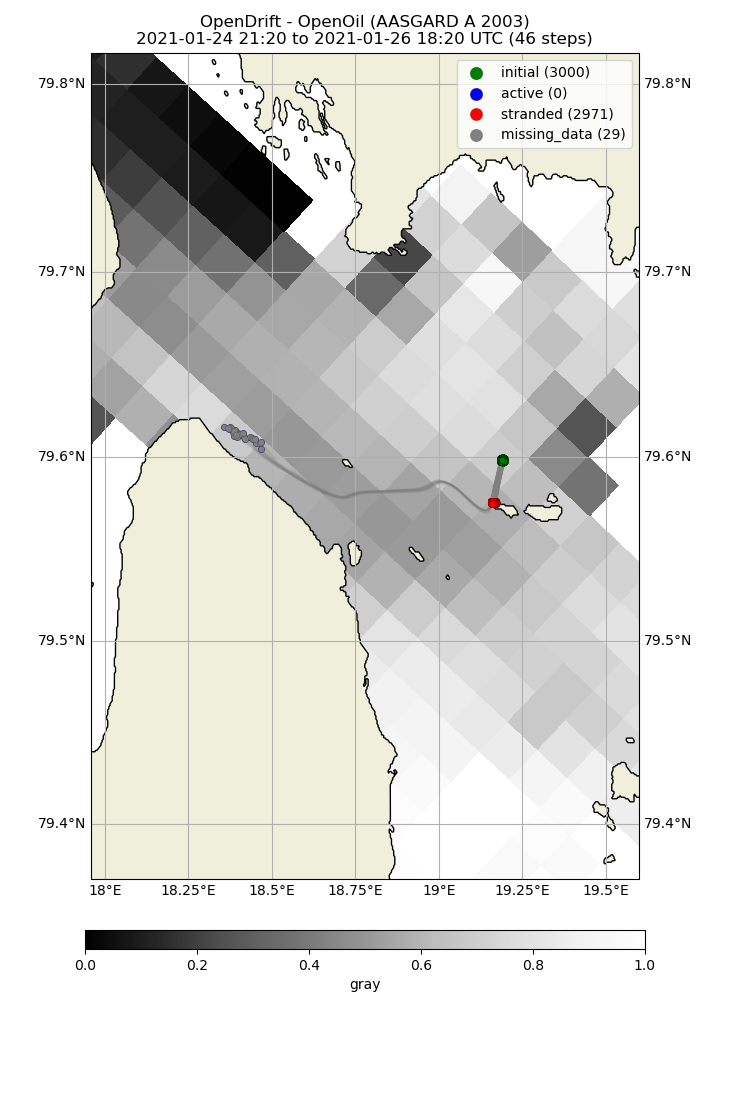 OpenDrift - OpenOil (AASGARD A 2003)
2021-01-24 21:20 to 2021-01-26 18:20 UTC (46 steps)
initial (3000)
active (0)
stranded (2971)
missing_data (29)
79.8°N 79.8°N
79.7°N 79.7°N
79.6°N 79.6°N
79.5°N 79.5°N
79.4°N 79.4°N
18°E 18.25°E 18.5°E 18.75°E 19°E 19.25°E 19.5°E
0.0 0.2 0.4 0.6 0.8 1.0
gray